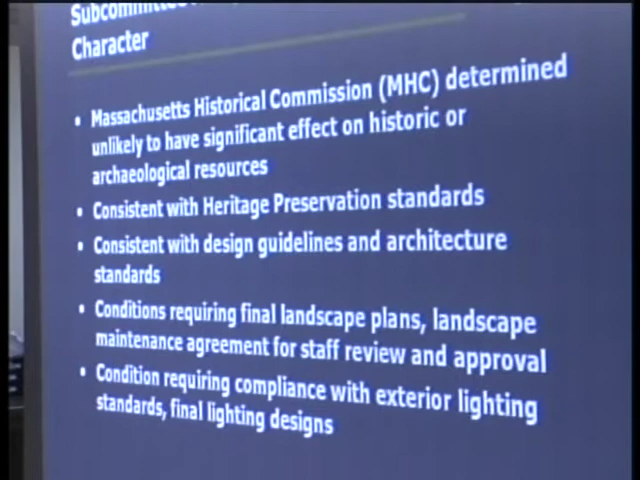 Character
• Massachusetts Historical Commission (MHC) determined
unlikely to have significant effect on historic or
archaeological resources
• Consistent with Heritage Preservation standards
• Consistent with design guidelines and architecture
standards
• Conditions requiring final landscape plans, landscape
maintenance agreement for staff review and approval
• Condition requiring compliance with exterior lighting
standards, final lighting designs